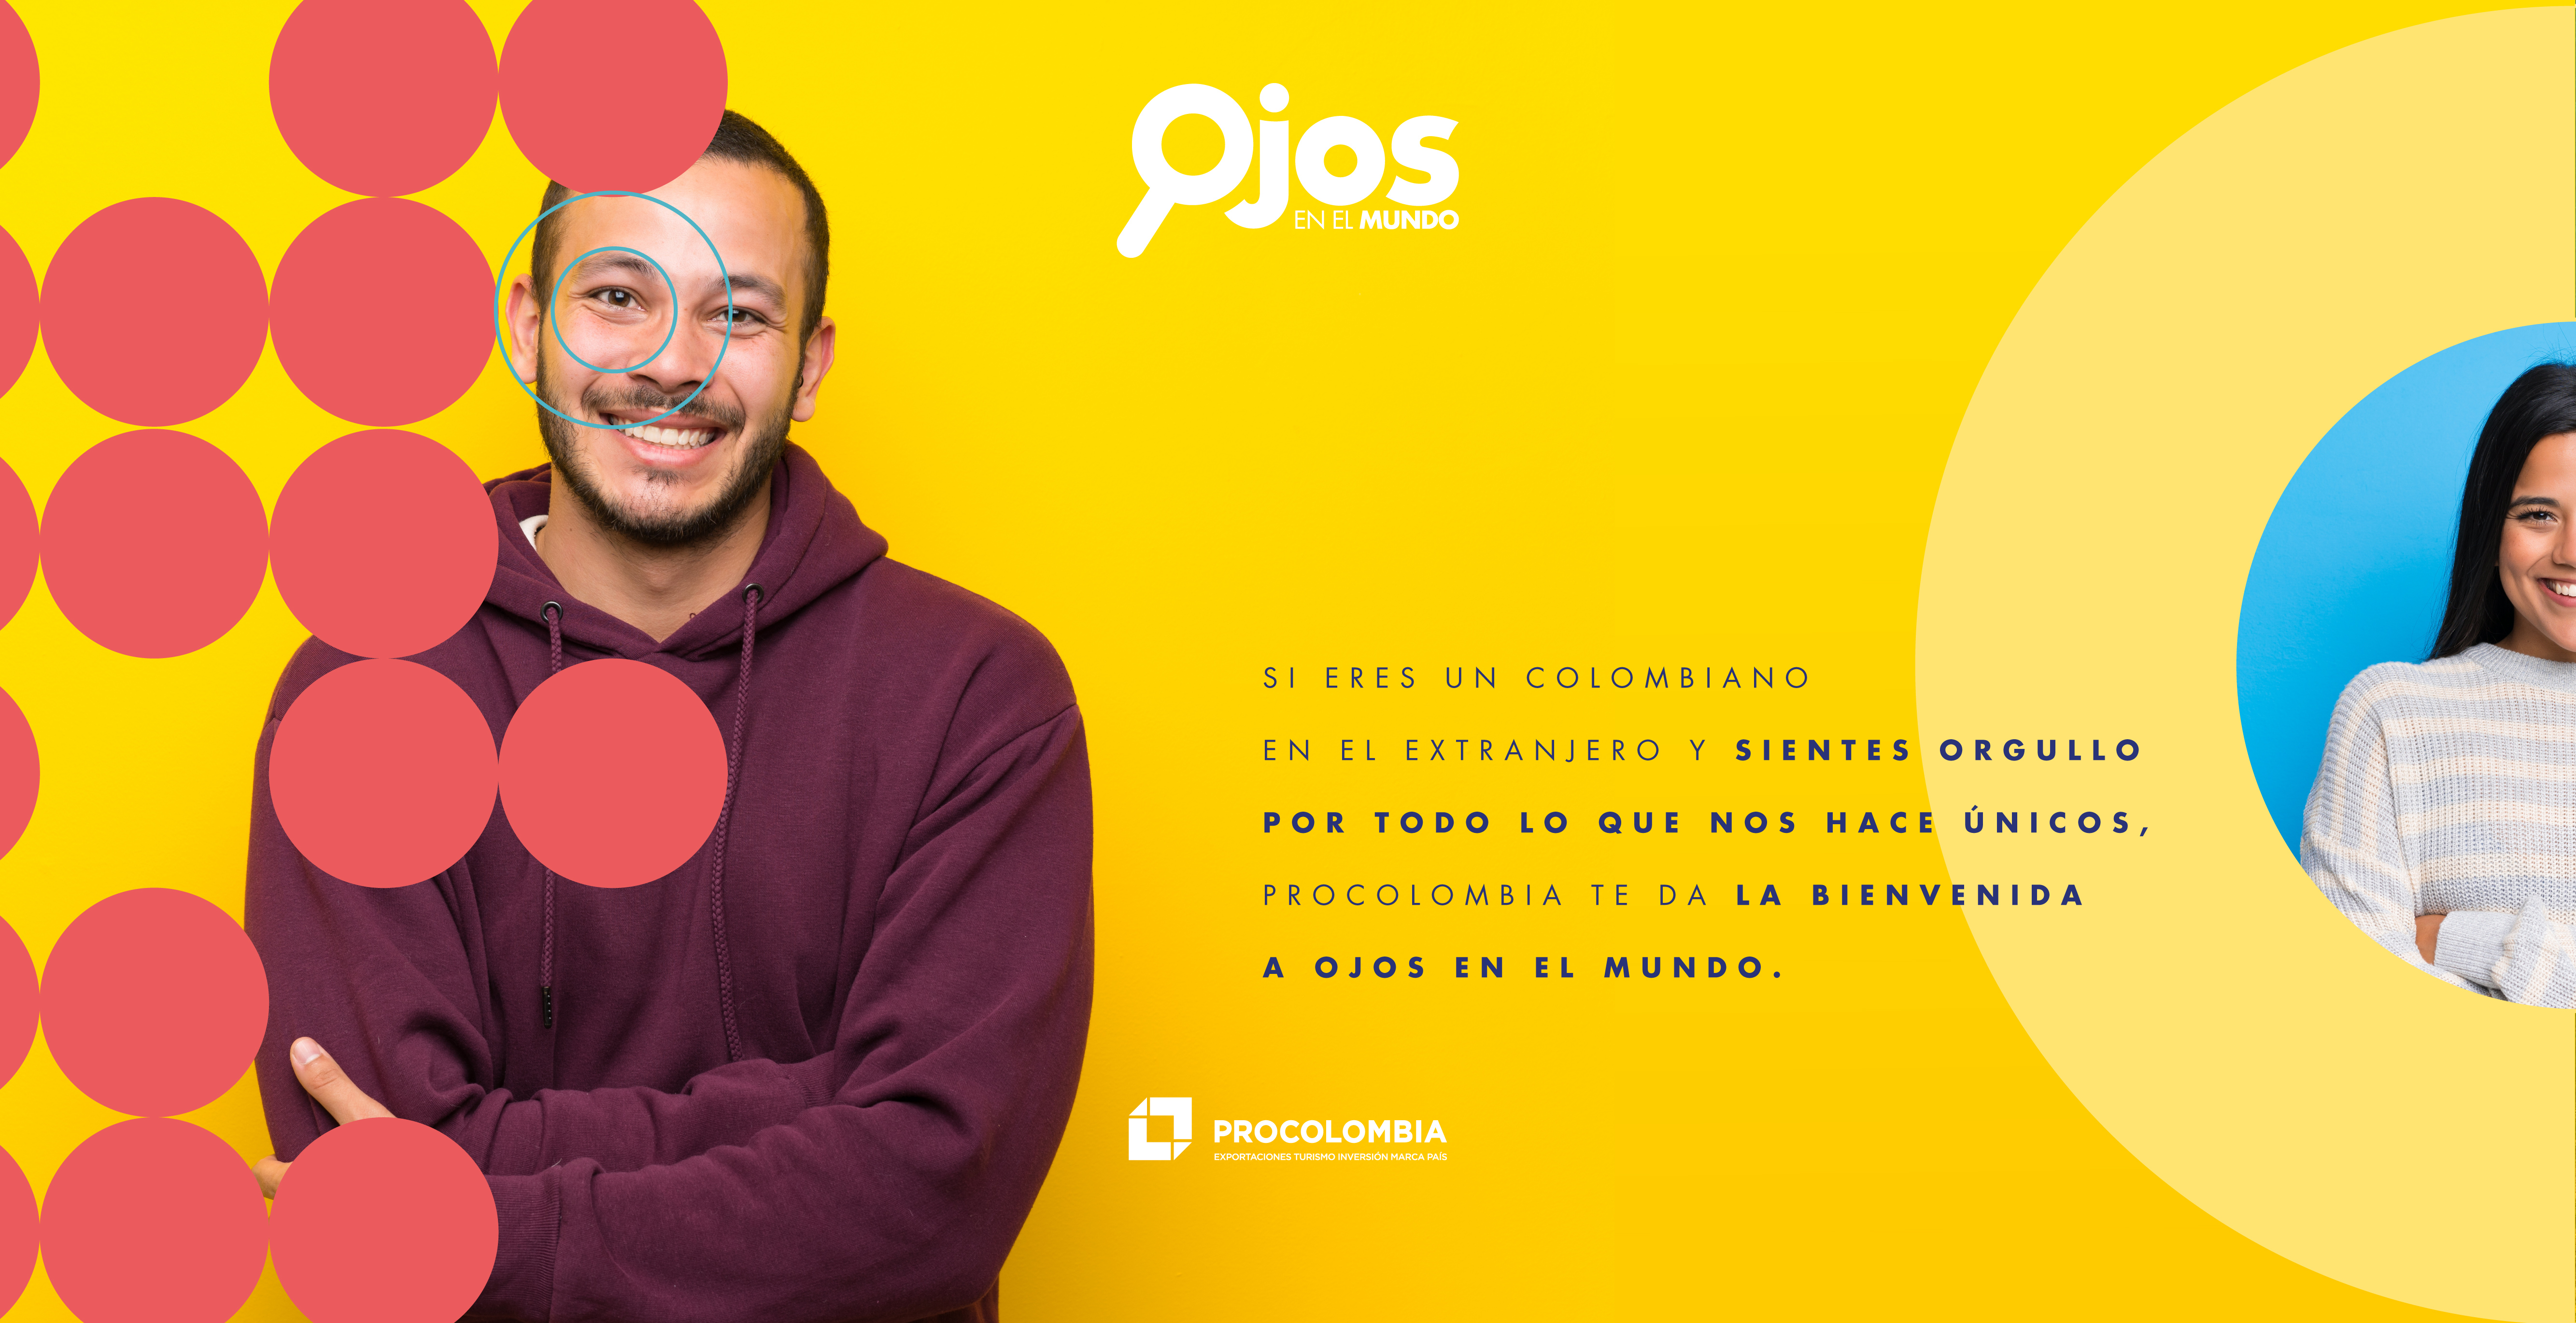 Ojos
EN EL MUNDO
SI ERES UN COLOMBIANO
EN EL EXTRANJERO Y SIENTES ORGULLO
POR TODO LO QUE NOS HACE ÚNICOS,
PROCOLOMBIA TE DA LA BIENVENIDA
A OJOS EN EL MUNDO.
PROCOLOMBIA
EXPORTACIONES TURISMO INVERSIÓN MARCA PAÍS